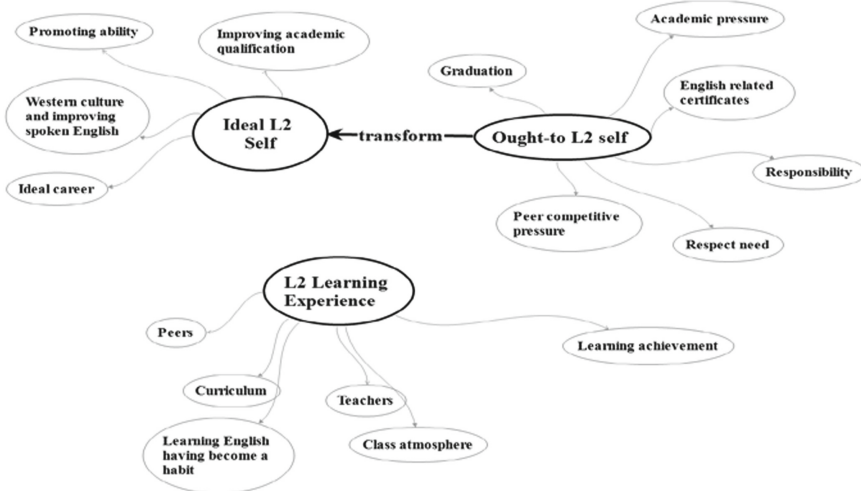 Promoting ability
Improving academic
qualification
Academic pressure
Graduation
English related
certificates
Western culture
and improving
spoken English
Ideal L2
Self
transform
Ought-to L2 self
Responsibility
Ideal career
Peer competitive
pressure
Respect need
L2 Learning
Experience
Peers
Learning achievement
Curriculum
Teachers
Learning English
having become a
habit
Class atmosphere